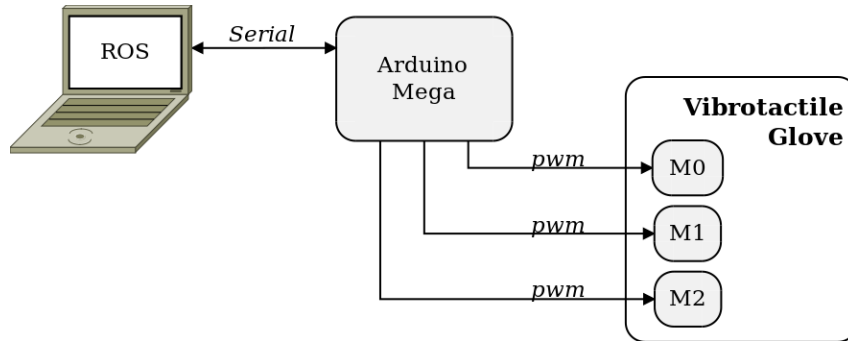 ROS
Serial
Arduino
Mega
Vibrotactile
Glove
pwm
M0
pwm
M1
pwm
M2